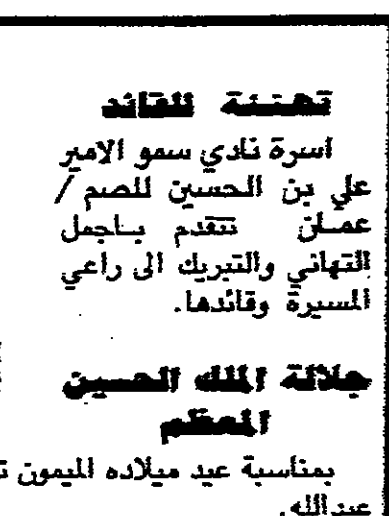 تهنئة للقائد
اسرة نادي سمو الامير
علي بن الحسين للصم /
عمان تتقدم باجمل
التهاني والتبريك الى راعي
المسيرة وقائدها.
جلالة الملك الحسين
المعظم
بمناسبة عيد ميلاده الميمون
عبدالله.